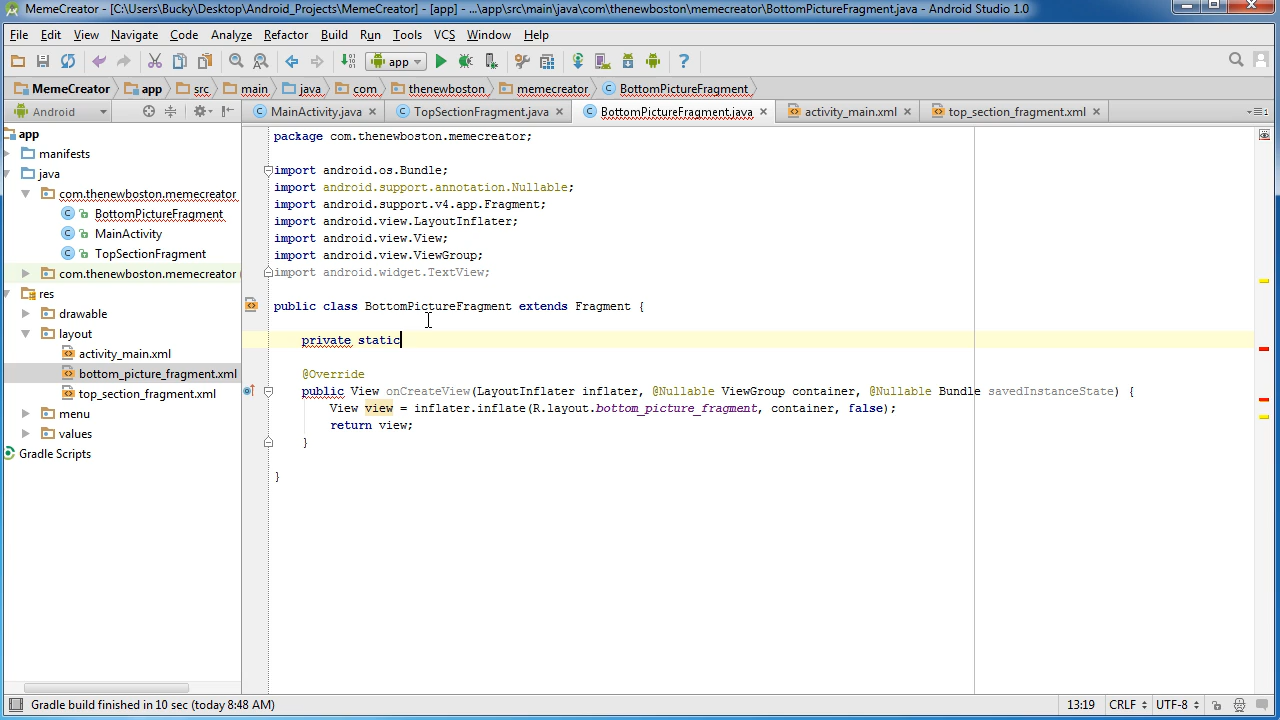 MemeCreator - [C:\Users\Bucky\Desktop\Android_Projects\MemeCreator] - [app] - ...\app\src\main\java\com\thenewboston\memecreator\BottomPictureFragment.java - Android Studio 1.0
File Edit View Navigate Code Analyze Refactor Build Run Tools VCS Window Help
app
MemeCreator app src main java com thenewboston memecreator BottomPictureFragment
Android
MainActivity.java TopSectionFragment.java BottomPictureFragment.java activity_main.xml top_section_fragment.xml
app
manifests
java
com.thenewboston.memecreator
BottomPictureFragment
MainActivity
TopSectionFragment
com.thenewboston.memecreator
res
drawable
layout
activity_main.xml
bottom_picture_fragment.xml
top_section_fragment.xml
menu
values
Gradle Scripts
package com.thenewboston.memecreator;
import android.os.Bundle;
import android.support.annotation.Nullable;
import android.support.v4.app.Fragment;
import android.view.LayoutInflater;
import android.view.View;
import android.view.ViewGroup;
import android.widget.TextView;
public class BottomPictureFragment extends Fragment {
private static
@Override
public View onCreateView(LayoutInflater inflater, @Nullable ViewGroup container, @Nullable Bundle savedInstanceState) {
View view = inflater.inflate(R.layout.bottom_picture_fragment, container, false);
return view;
}
}
Gradle build finished in 10 sec (today 8:48 AM)
13:19 CRLF UTF-8